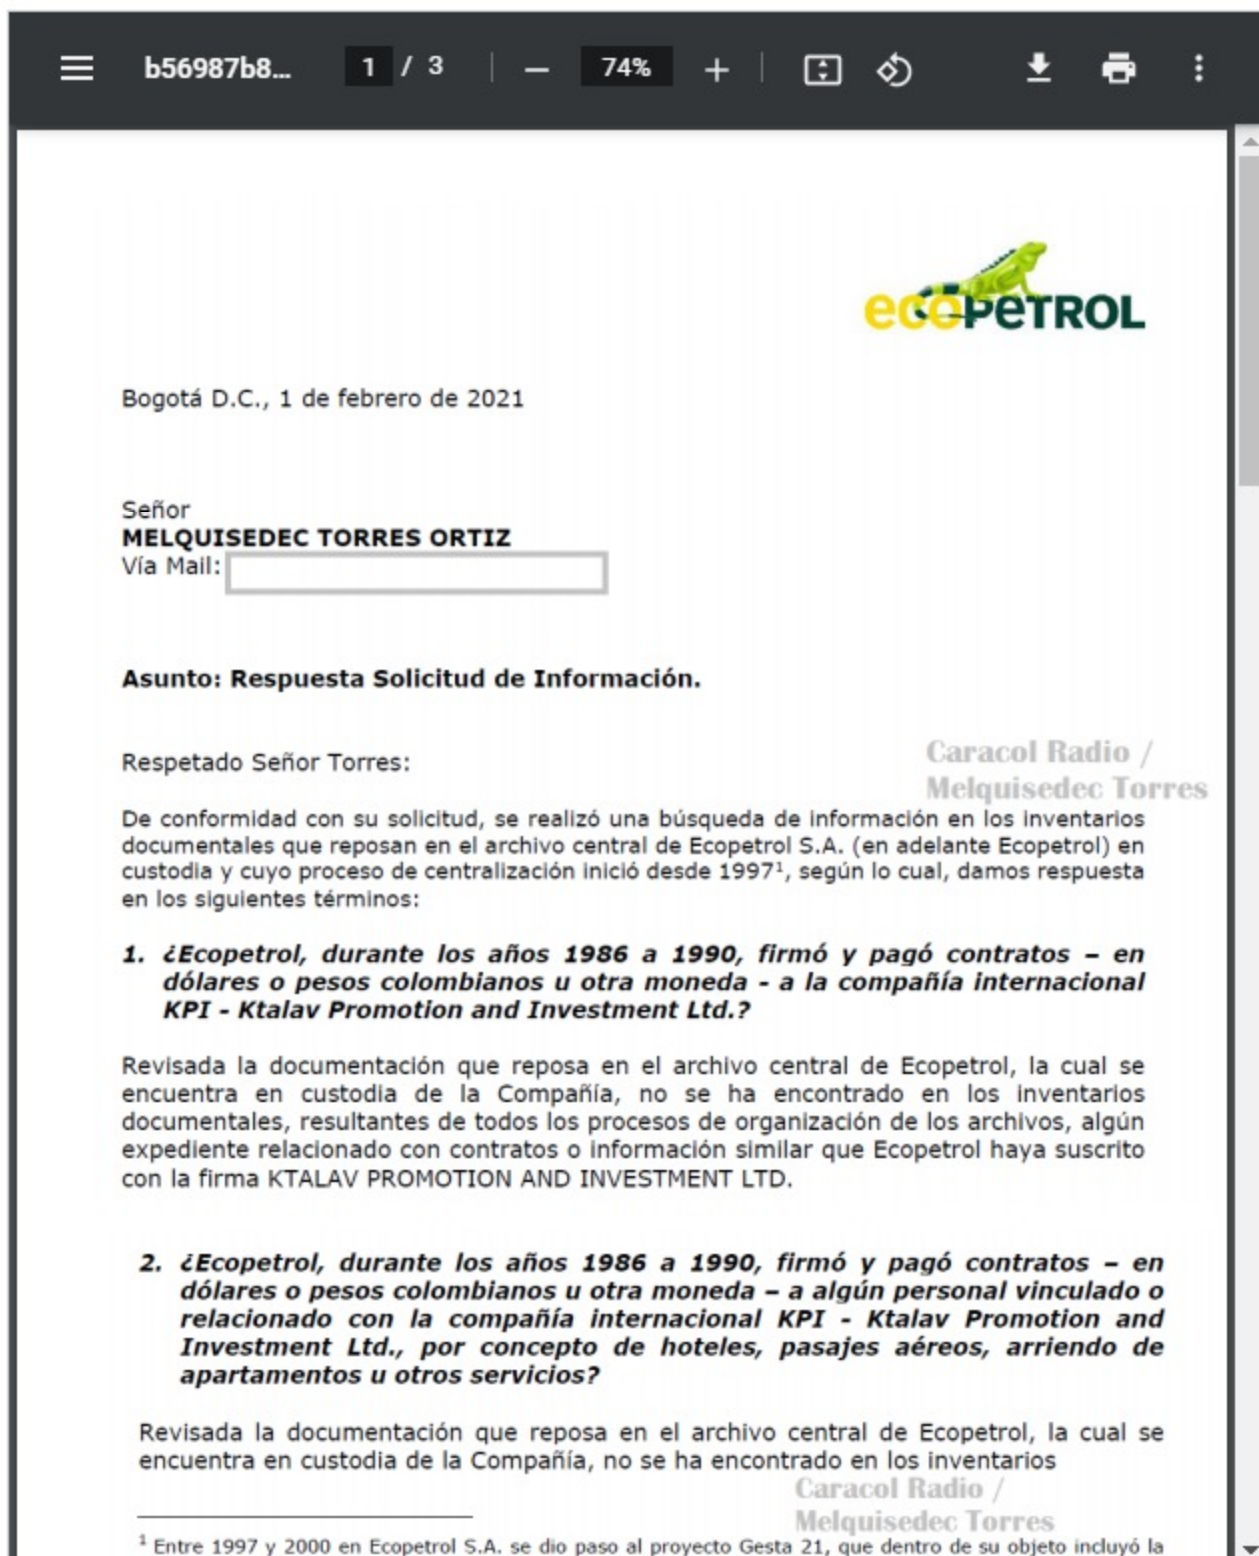 b56987b8...
1 / 3
74%
ecopetrol
Bogotá D.C., 1 de febrero de 2021
Señor
MELQUISEDEC TORRES ORTIZ
Vía Mail:
Asunto: Respuesta Solicitud de Información.
Respetado Señor Torres:
Caracol Radio /
Melquisedec Torres
De conformidad con su solicitud, se realizó una búsqueda de información en los inventarios
documentales que reposan en el archivo central de Ecopetrol S.A. (en adelante Ecopetrol) en
custodia y cuyo proceso de centralización inició desde 1997¹, según lo cual, damos respuesta
en los siguientes términos:
1. ¿Ecopetrol, durante los años 1986 a 1990, firmó y pagó contratos – en
dólares o pesos colombianos u otra moneda - a la compañía internacional
KPI - Ktalav Promotion and Investment Ltd.?
Revisada la documentación que reposa en el archivo central de Ecopetrol, la cual se
encuentra en custodia de la Compañía, no se ha encontrado en los inventarios
documentales, resultantes de todos los procesos de organización de los archivos, algún
expediente relacionado con contratos o información similar que Ecopetrol haya suscrito
con la firma KTALAV PROMOTION AND INVESTMENT LTD.
2. ¿Ecopetrol, durante los años 1986 a 1990, firmó y pagó contratos – en
dólares o pesos colombianos u otra moneda – a algún personal vinculado o
relacionado con la compañía internacional KPI - Ktalav Promotion and
Investment Ltd., por concepto de hoteles, pasajes aéreos, arriendo de
apartamentos u otros servicios?
Revisada la documentación que reposa en el archivo central de Ecopetrol, la cual se
encuentra en custodia de la Compañía, no se ha encontrado en los inventarios
Caracol Radio /
Melquisedec Torres
¹ Entre 1997 y 2000 en Ecopetrol S.A. se dio paso al proyecto Gesta 21, que dentro de su objeto incluyó la